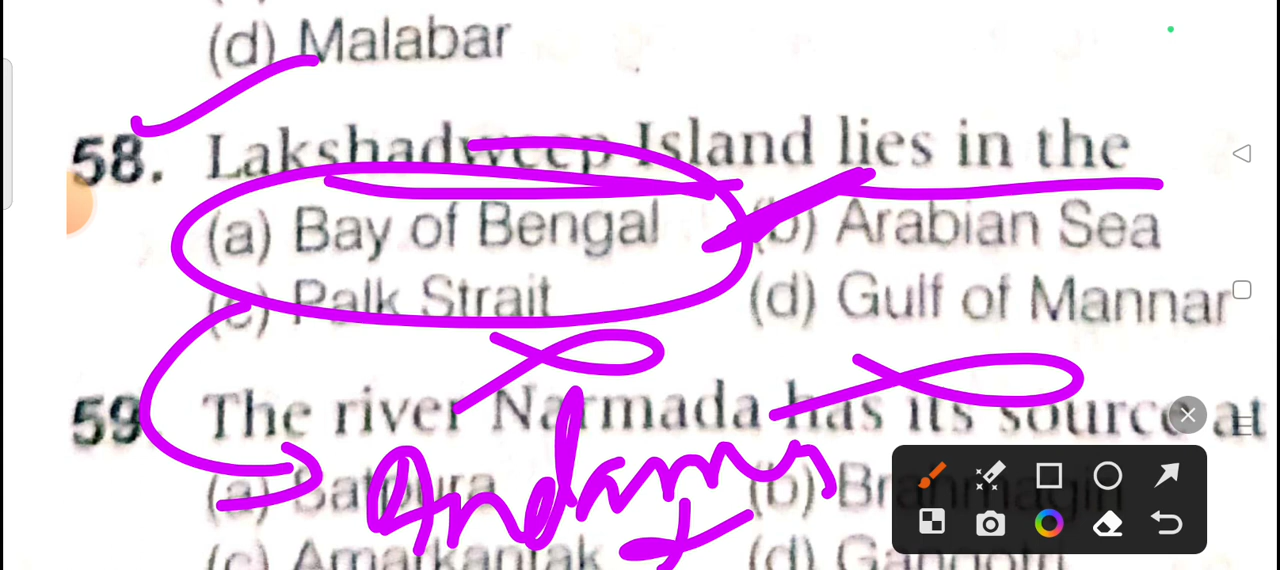 (d) Malabar
58. Lakshadweep Island lies in the
(a) Bay of Bengal (b) Arabian Sea
(c) Palk Strait (d) Gulf of Mannar
59 The river Narmada has its source at
(a) Satpura (b) Brahmagiri
Andaman
(c) Amarkantak (d) Gangotri